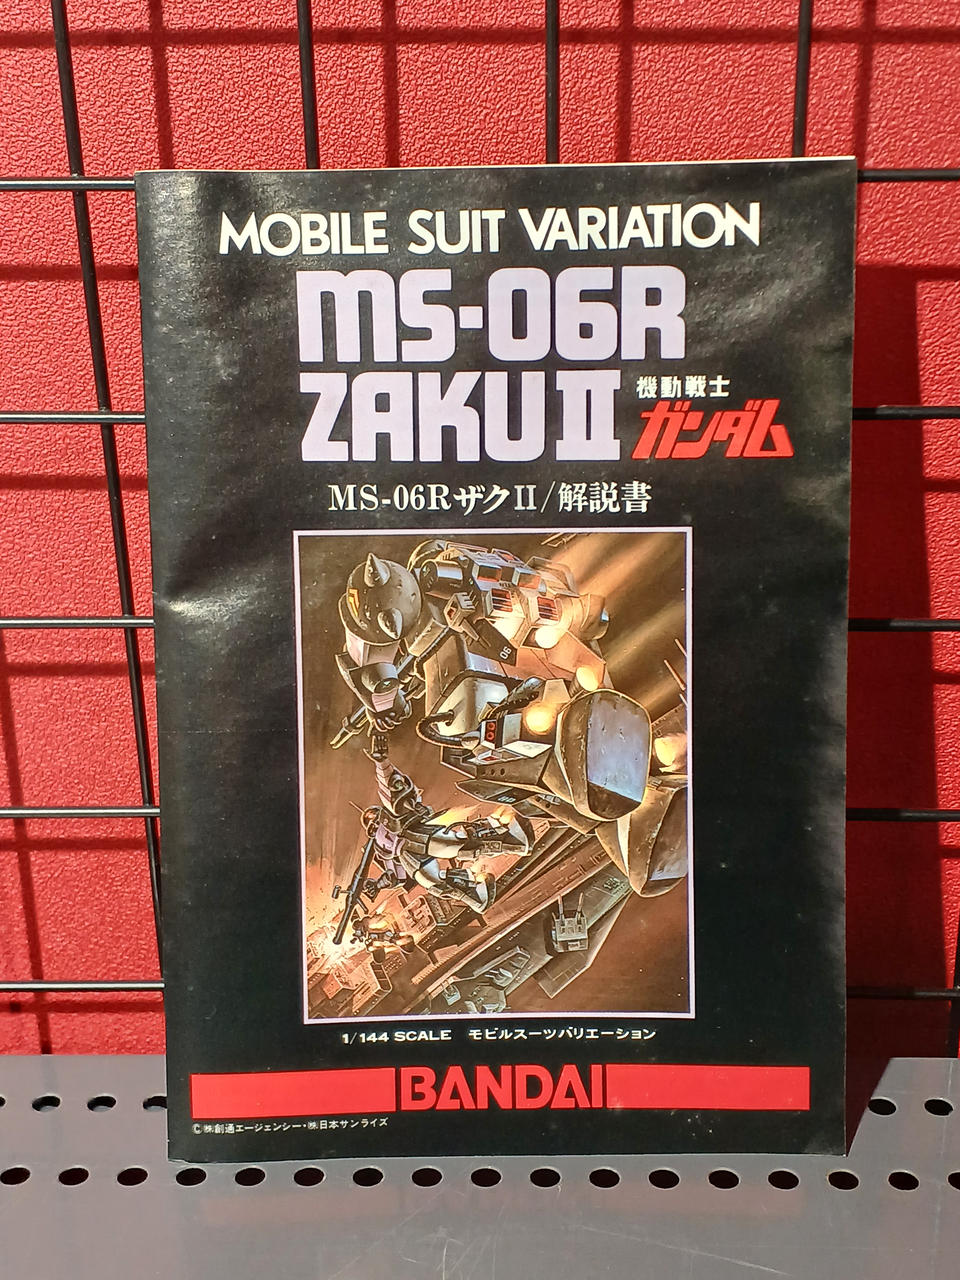 MOBILE SUIT VARIATION
MS-06R
ZAKU II
機動戦士
ガンダム
MS-06RザクII/解説書
06
1/144 SCALE モビルスーツバリエーション
BANDAI
©㈱創通エージェンシー・㈱日本サンライズ